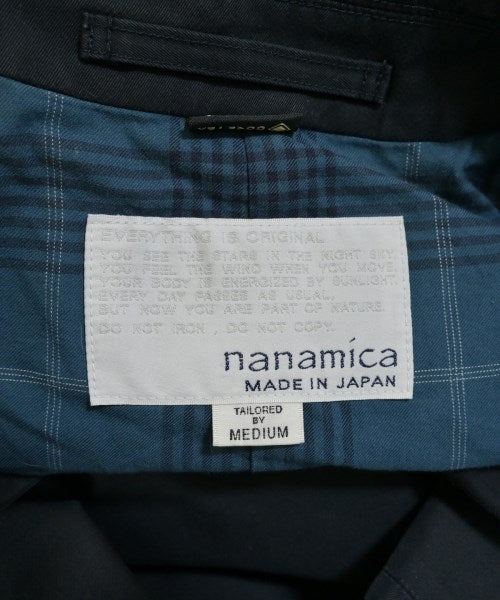 EVERYTHING IS ORIGINAL
YOU SEE THE STARS IN THE NIGHT SKY.
YOU FEEL THE WIND WHEN YOU MOVE.
YOUR BODY IS ENERGIZED BY SUNLIGHT.
EVERY DAY PASSES AS USUAL.
BUT NOW YOU ARE PART OF NATURE.
DO NOT IRON , DO NOT COPY.
nanamica
MADE IN JAPAN
TAILORED
BY
MEDIUM